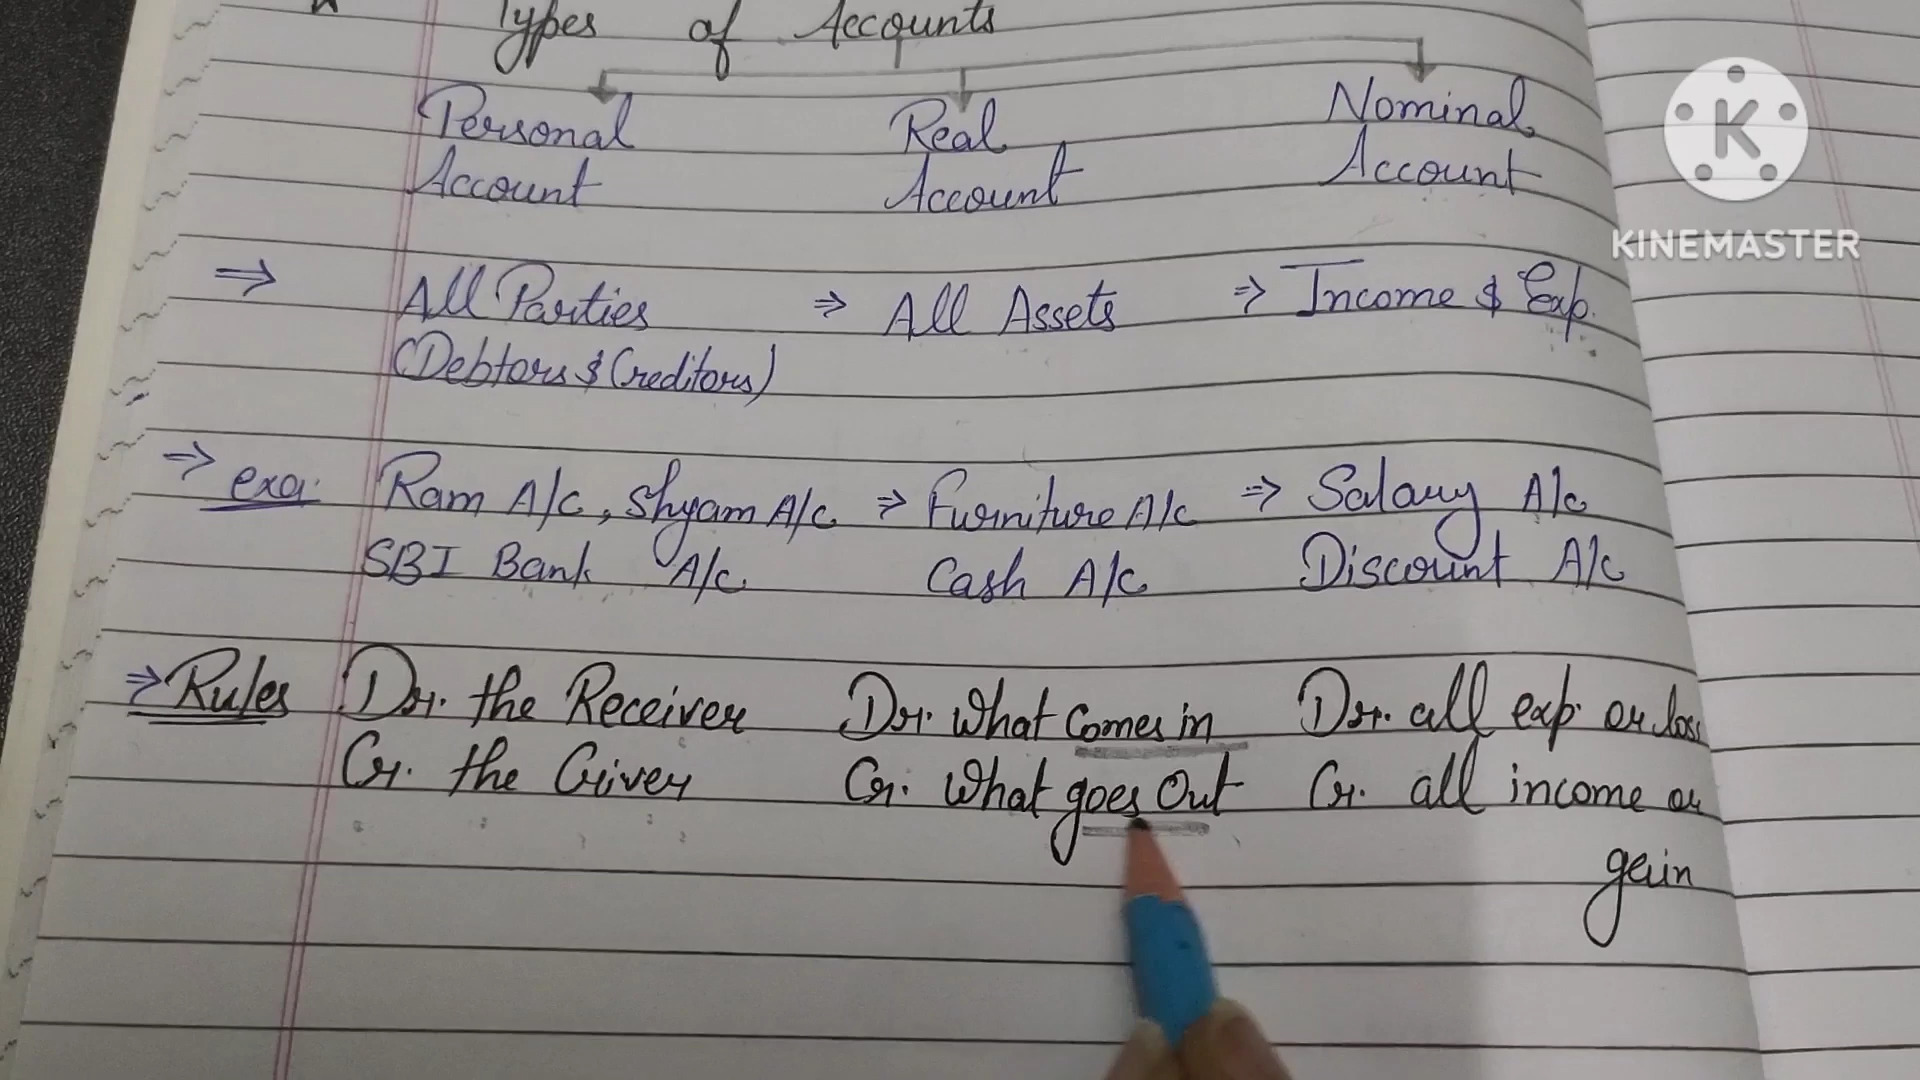 Types of Accounts
Personal Account
Real Account
Nominal Account
K
KINEMASTER
⇒ All Parties (Debtors & Creditors)
⇒ All Assets
⇒ Income & Exp.
⇒ exa. Ram A/c, Shyam A/c
SBI Bank A/c
⇒ Furniture A/c
Cash A/c
⇒ Salary A/c
Discount A/c
⇒ Rules Dr. the Receiver
Cr. the Giver
Dr. What comes in
Cr. What goes Out
Dr. all exp. or loss
Cr. all income or
gain